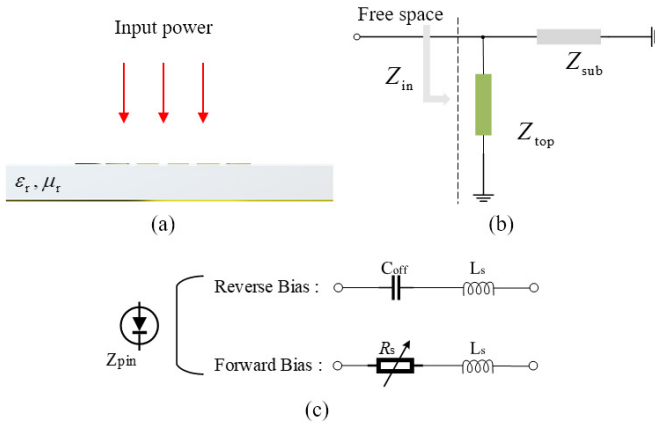 Input power
εr , μr
(a)
Free space
Zin
Zsub
Ztop
(b)
Zpin
Reverse Bias :
Coff
Ls
Forward Bias :
Rs
Ls
(c)